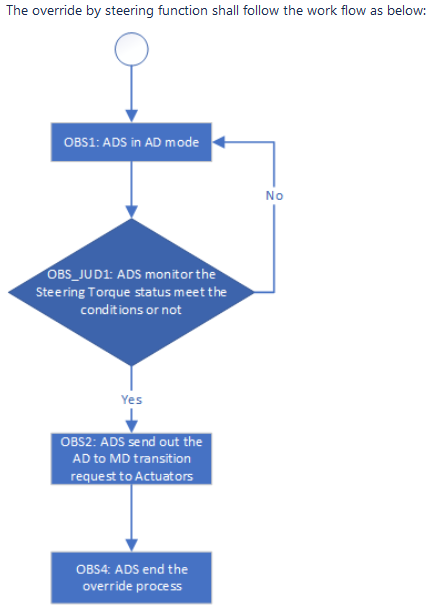 The override by steering function shall follow the work flow as below:
OBS1: ADS in AD mode
No
OBS_JUD1: ADS monitor the
Steering Torque status meet the
conditions or not
Yes
OBS2: ADS send out the
AD to MD transition
request to Actuators
OBS4: ADS end the
override process